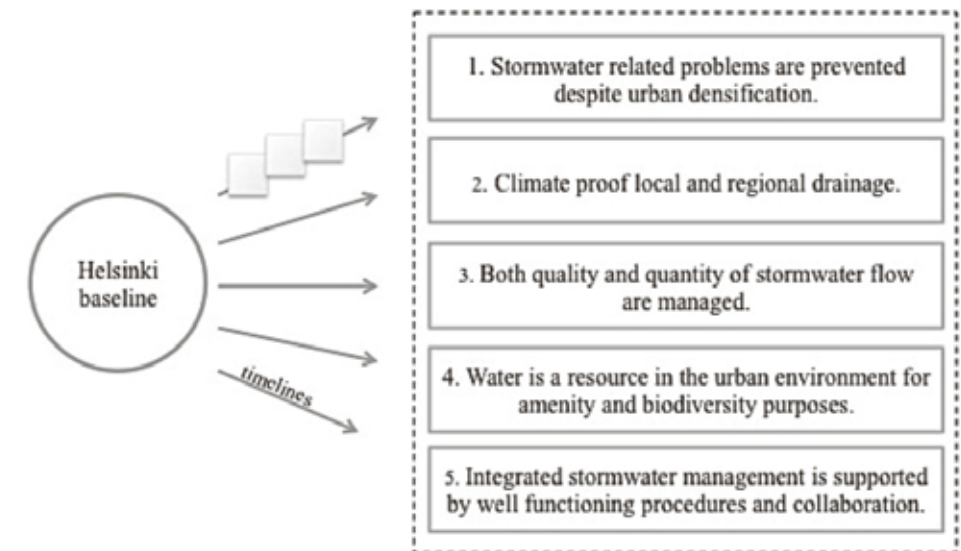 Helsinki
baseline
timelines
1. Stormwater related problems are prevented
despite urban densification.
2. Climate proof local and regional drainage.
3. Both quality and quantity of stormwater flow
are managed.
4. Water is a resource in the urban environment for
amenity and biodiversity purposes.
5. Integrated stormwater management is supported
by well functioning procedures and collaboration.